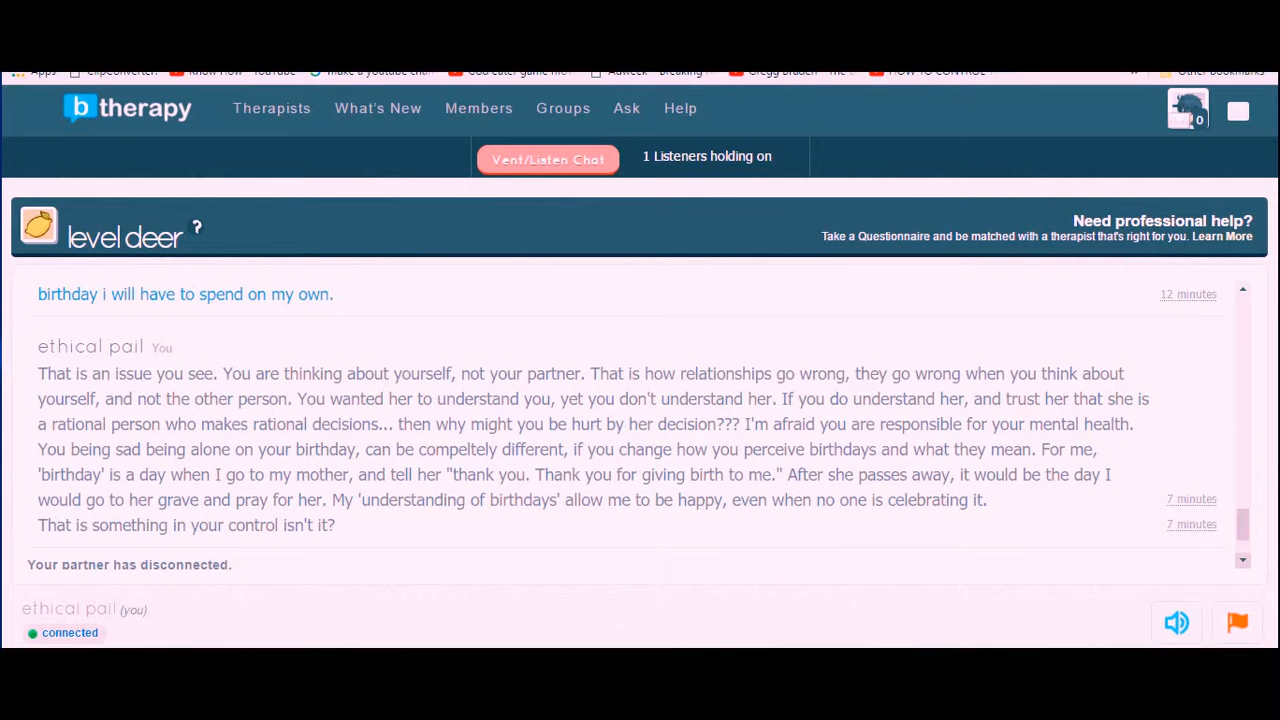 Apps
btherapy Therapists What's New Members Groups Ask Help 0
Vent/Listen Chat 1 Listeners holding on
level deer ?
Need professional help?
Take a Questionnaire and be matched with a therapist that's right for you. Learn More
birthday i will have to spend on my own. 12 minutes
ethical pail You
That is an issue you see. You are thinking about yourself, not your partner. That is how relationships go wrong, they go wrong when you think about
yourself, and not the other person. You wanted her to understand you, yet you don't understand her. If you do understand her, and trust her that she is
a rational person who makes rational decisions... then why might you be hurt by her decision??? I'm afraid you are responsible for your mental health.
You being sad being alone on your birthday, can be compeltely different, if you change how you perceive birthdays and what they mean. For me,
'birthday' is a day when I go to my mother, and tell her "thank you. Thank you for giving birth to me." After she passes away, it would be the day I
would go to her grave and pray for her. My 'understanding of birthdays' allow me to be happy, even when no one is celebrating it. 7 minutes
That is something in your control isn't it? 7 minutes
Your partner has disconnected.
ethical pail (you)
connected